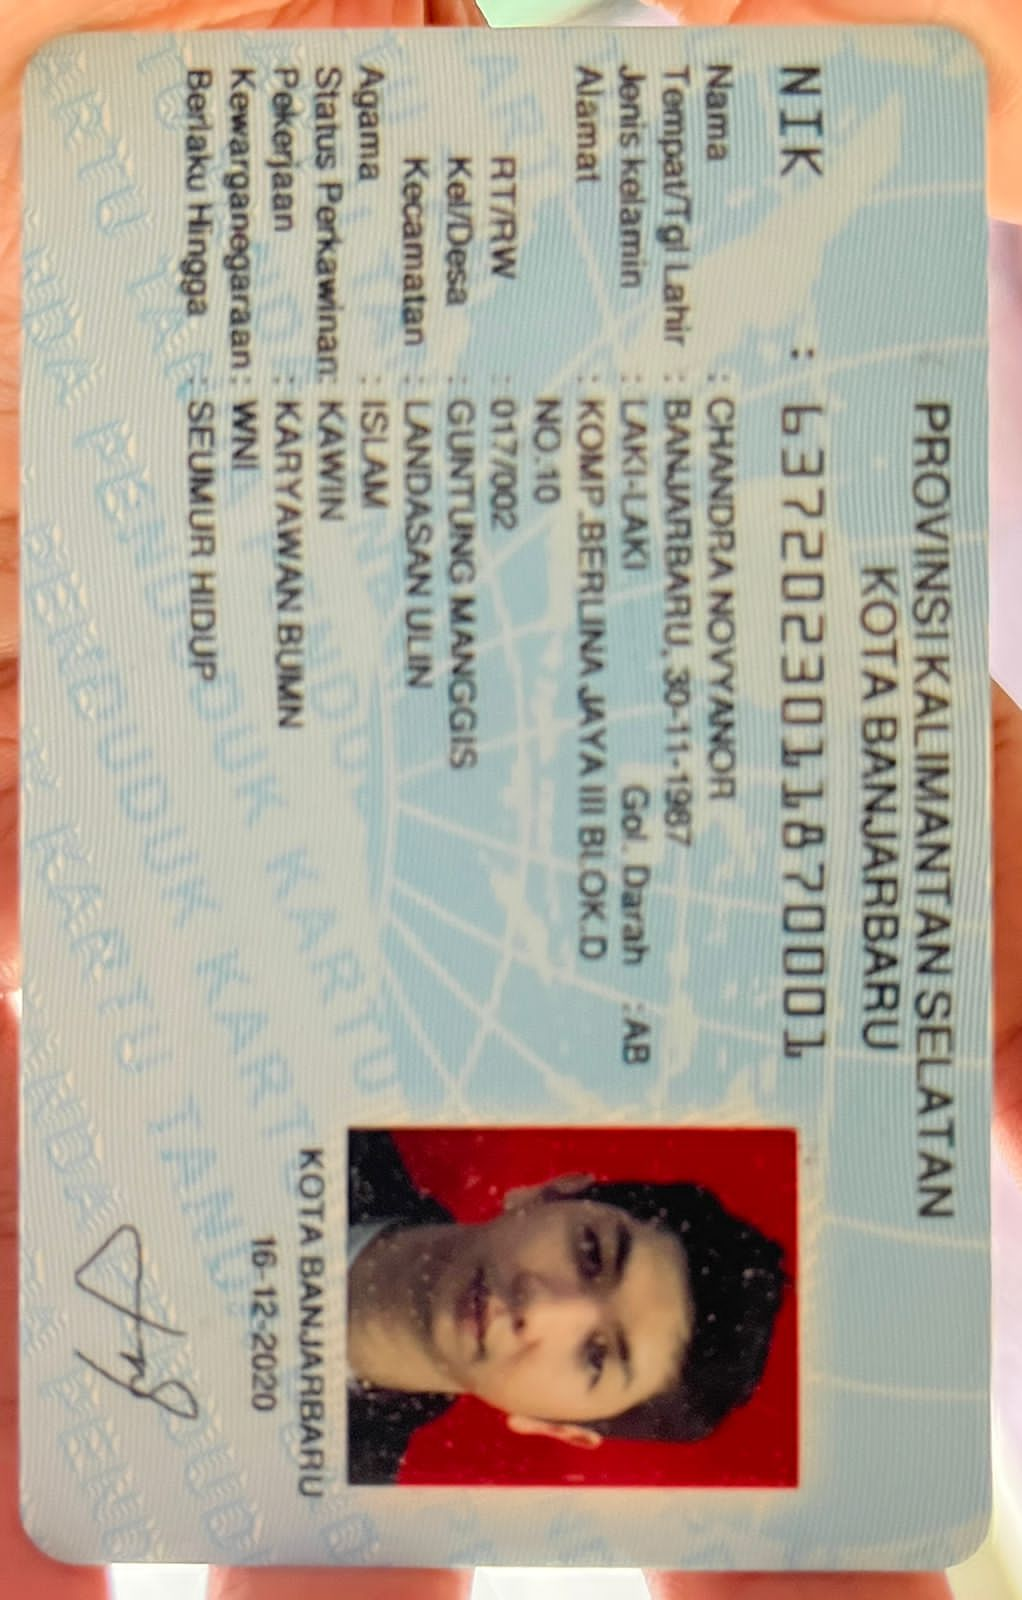 PROVINSI KALIMANTAN SELATAN
KOTA BANJARBARU
NIK : 6372023011870001
Nama : CHANDRA NOVYANOR
Tempat/Tgl Lahir : BANJARBARU, 30-11-1987
Jenis kelamin : LAKI-LAKI Gol. Darah : AB
Alamat : KOMP.BERLINA JAYA III BLOK.D
NO.10
RT/RW : 017/002
Kel/Desa : GUNTUNG MANGGIS
Kecamatan : LANDASAN ULIN
Agama : ISLAM
Status Perkawinan: KAWIN
Pekerjaan : KARYAWAN BUMN
Kewarganegaraan : WNI
Berlaku Hingga : SEUMUR HIDUP
KOTA BANJARBARU
16-12-2020